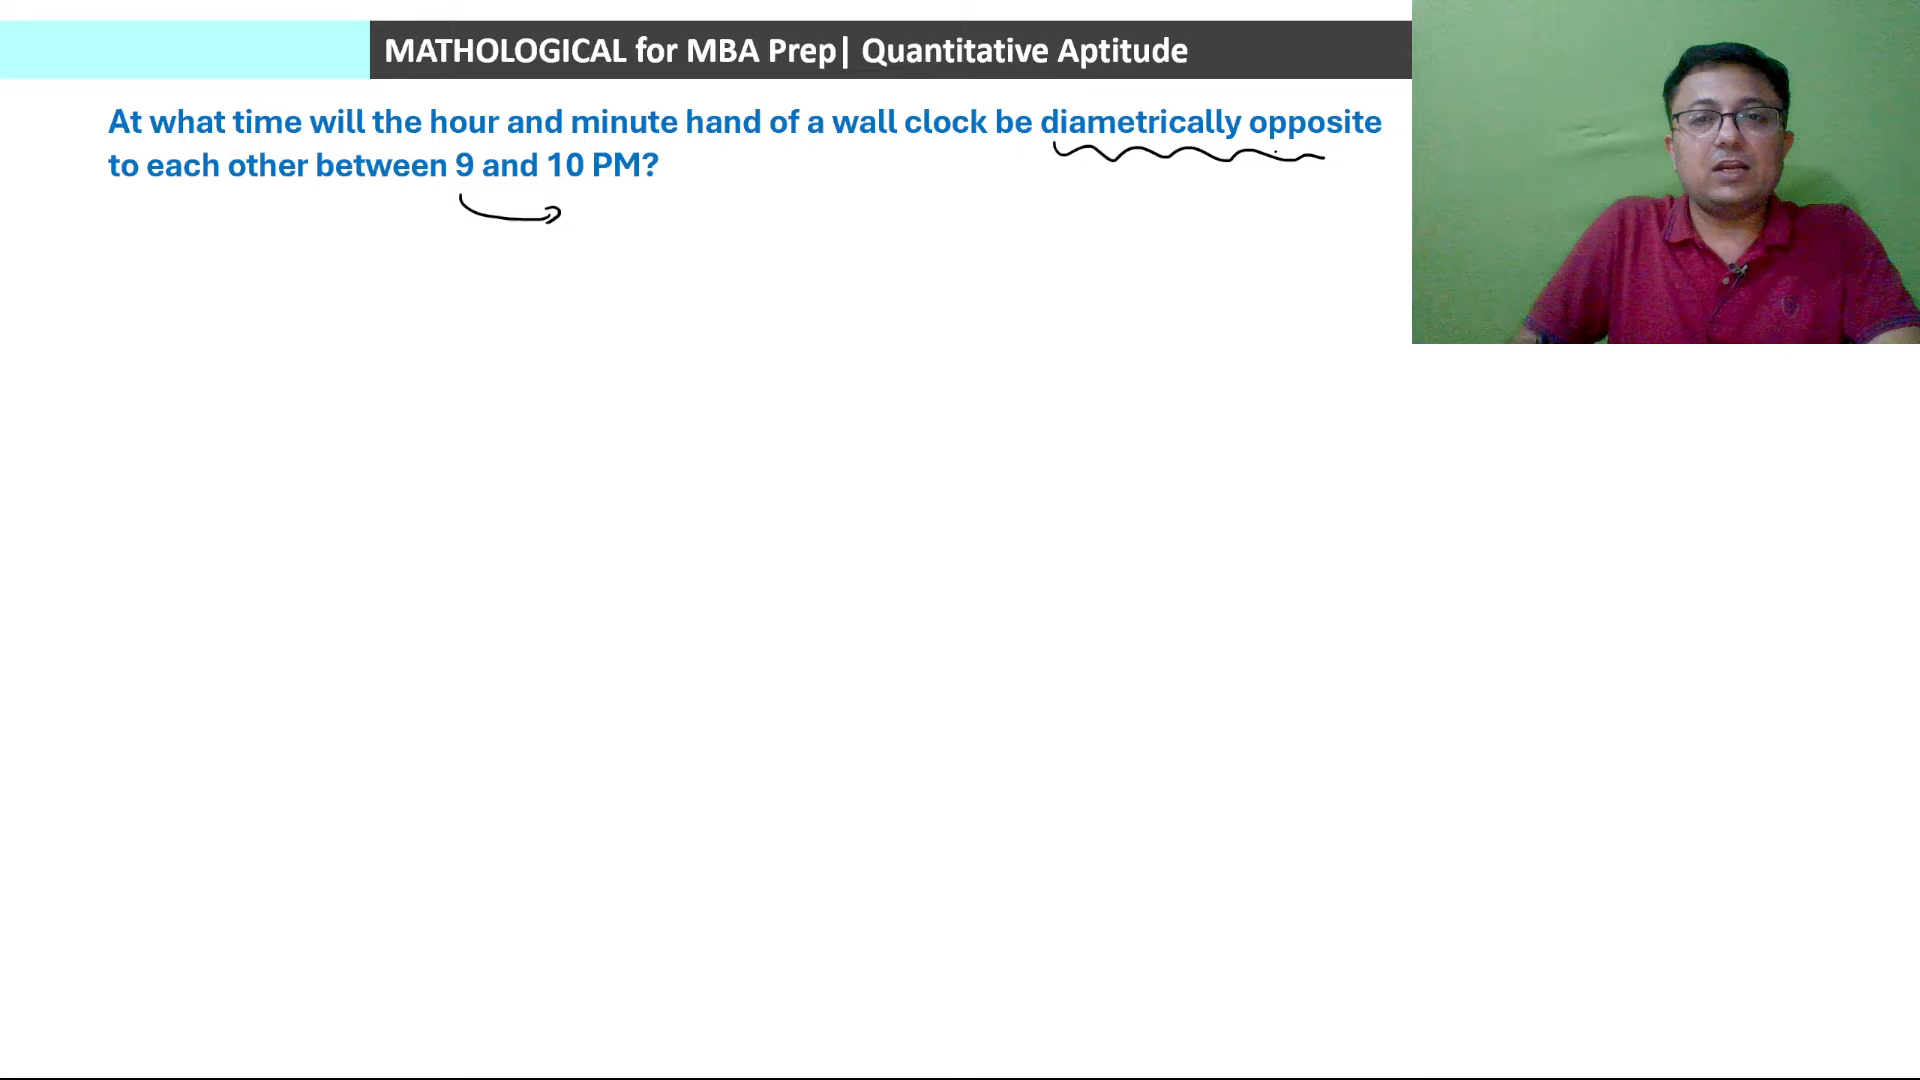 MATHOLOGICAL for MBA Prep| Quantitative Aptitude
At what time will the hour and minute hand of a wall clock be diametrically opposite
to each other between 9 and 10 PM?